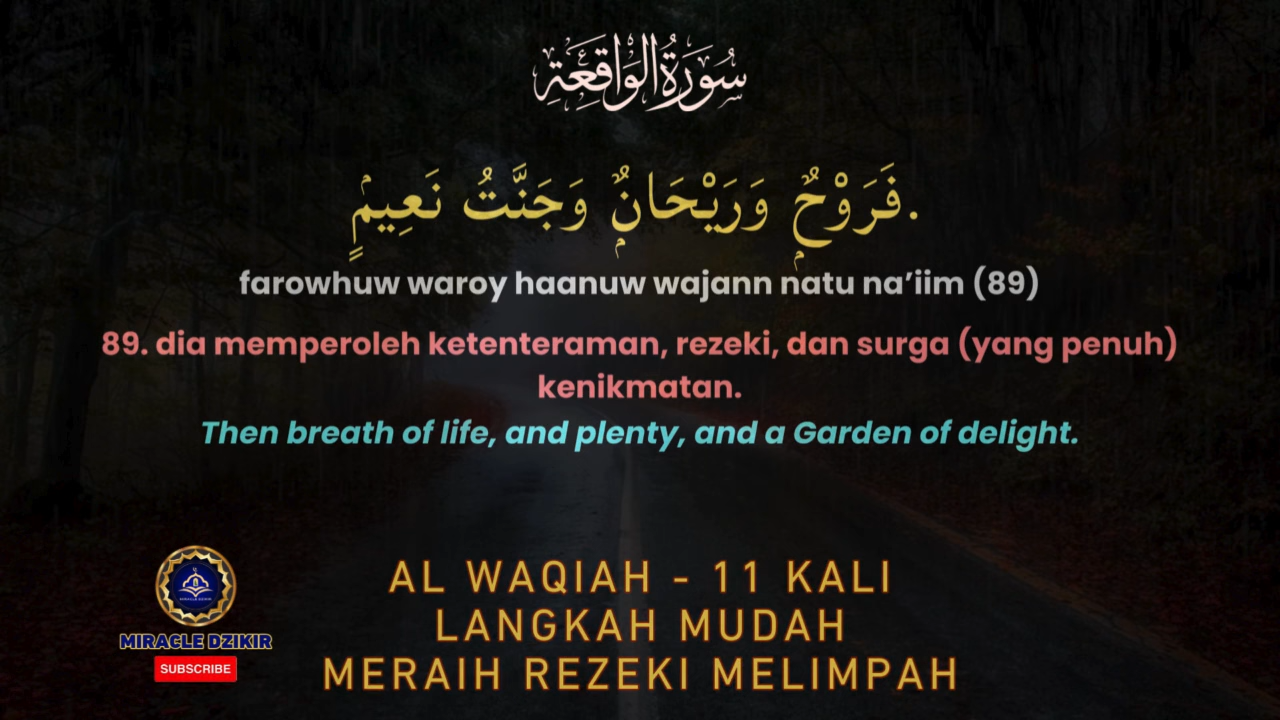 سُورَةُ الوَاقِعَةِ
فَرَوْحٌ وَرَيْحَانٌ وَجَنَّتُ نَعِيمٍ.
farowhuw waroy haanuw wajann natu na’iim (89)
89. dia memperoleh ketenteraman, rezeki, dan surga (yang penuh)
kenikmatan.
Then breath of life, and plenty, and a Garden of delight.
AL WAQIAH - 11 KALI
LANGKAH MUDAH
MERAIH REZEKI MELIMPAH
MIRACLE DZIKIR
MIRACLE DZIKIR
SUBSCRIBE